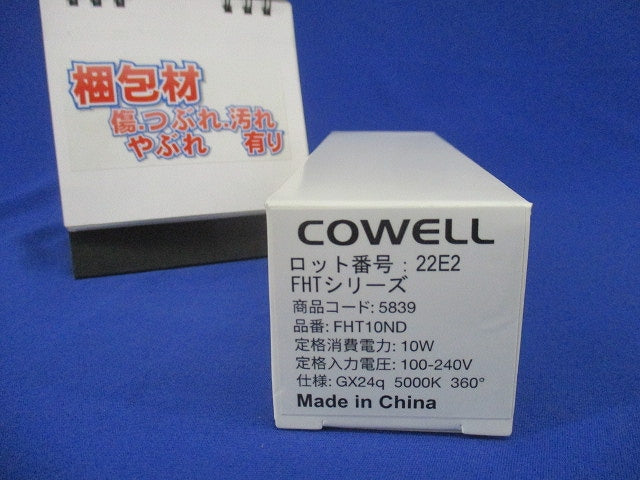 梱包材
傷.つぶれ.汚れ
やぶれ 有り
COWELL
ロット番号 : 22E2
FHTシリーズ
商品コード: 5839
品番: FHT10ND
定格消費電力: 10W
定格入力電圧: 100-240V
仕様: GX24q 5000K 360°
Made in China